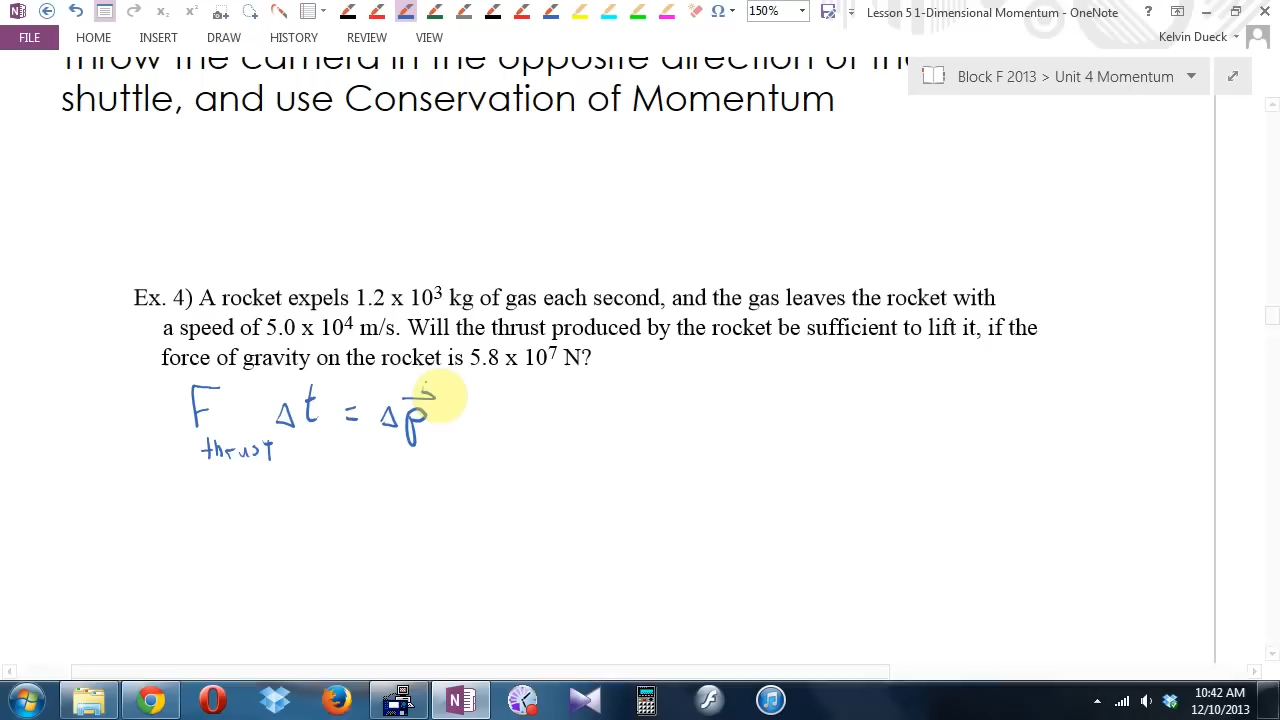 150%
Lesson 5 1-Dimensional Momentum - OneNote
?
Kelvin Dueck
FILE HOME INSERT DRAW HISTORY REVIEW VIEW
Block F 2013 > Unit 4 Momentum
Throw the camera in the opposite direction of
shuttle, and use Conservation of Momentum
Ex. 4) A rocket expels 1.2 x 10³ kg of gas each second, and the gas leaves the rocket with
a speed of 5.0 x 10⁴ m/s. Will the thrust produced by the rocket be sufficient to lift it, if the
force of gravity on the rocket is 5.8 x 10⁷ N?
F thrust Δt = Δp⃗
10:42 AM
12/10/2013